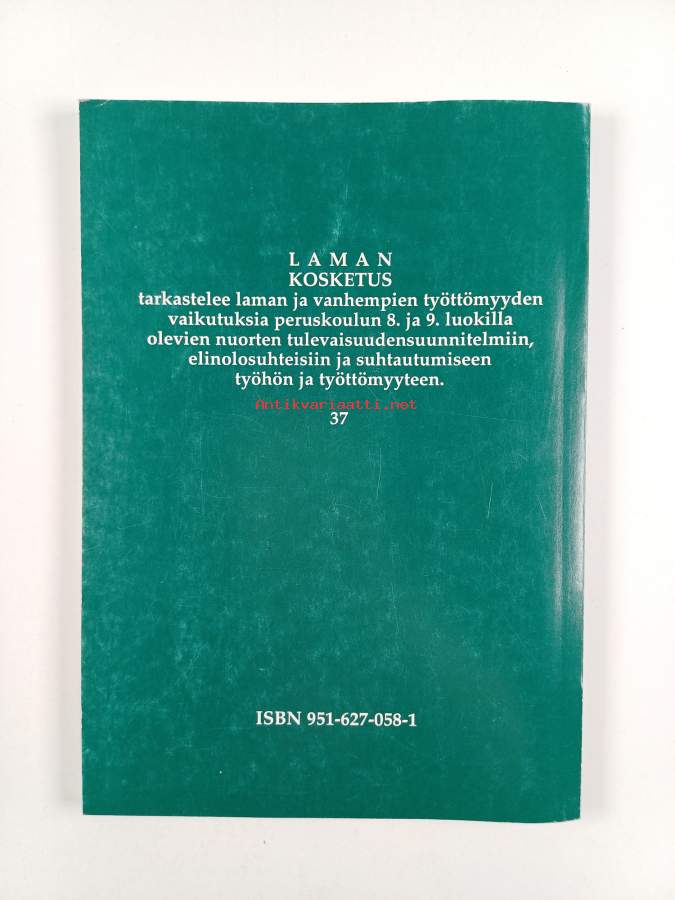 LAMAN
KOSKETUS
tarkastelee laman ja vanhempien työttömyyden
vaikutuksia peruskoulun 8. ja 9. luokilla
olevien nuorten tulevaisuudensuunnitelmiin,
elinolosuhteisiin ja suhtautumiseen
työhön ja työttömyyteen.
Antikvariaatti.net
37
ISBN 951-627-058-1